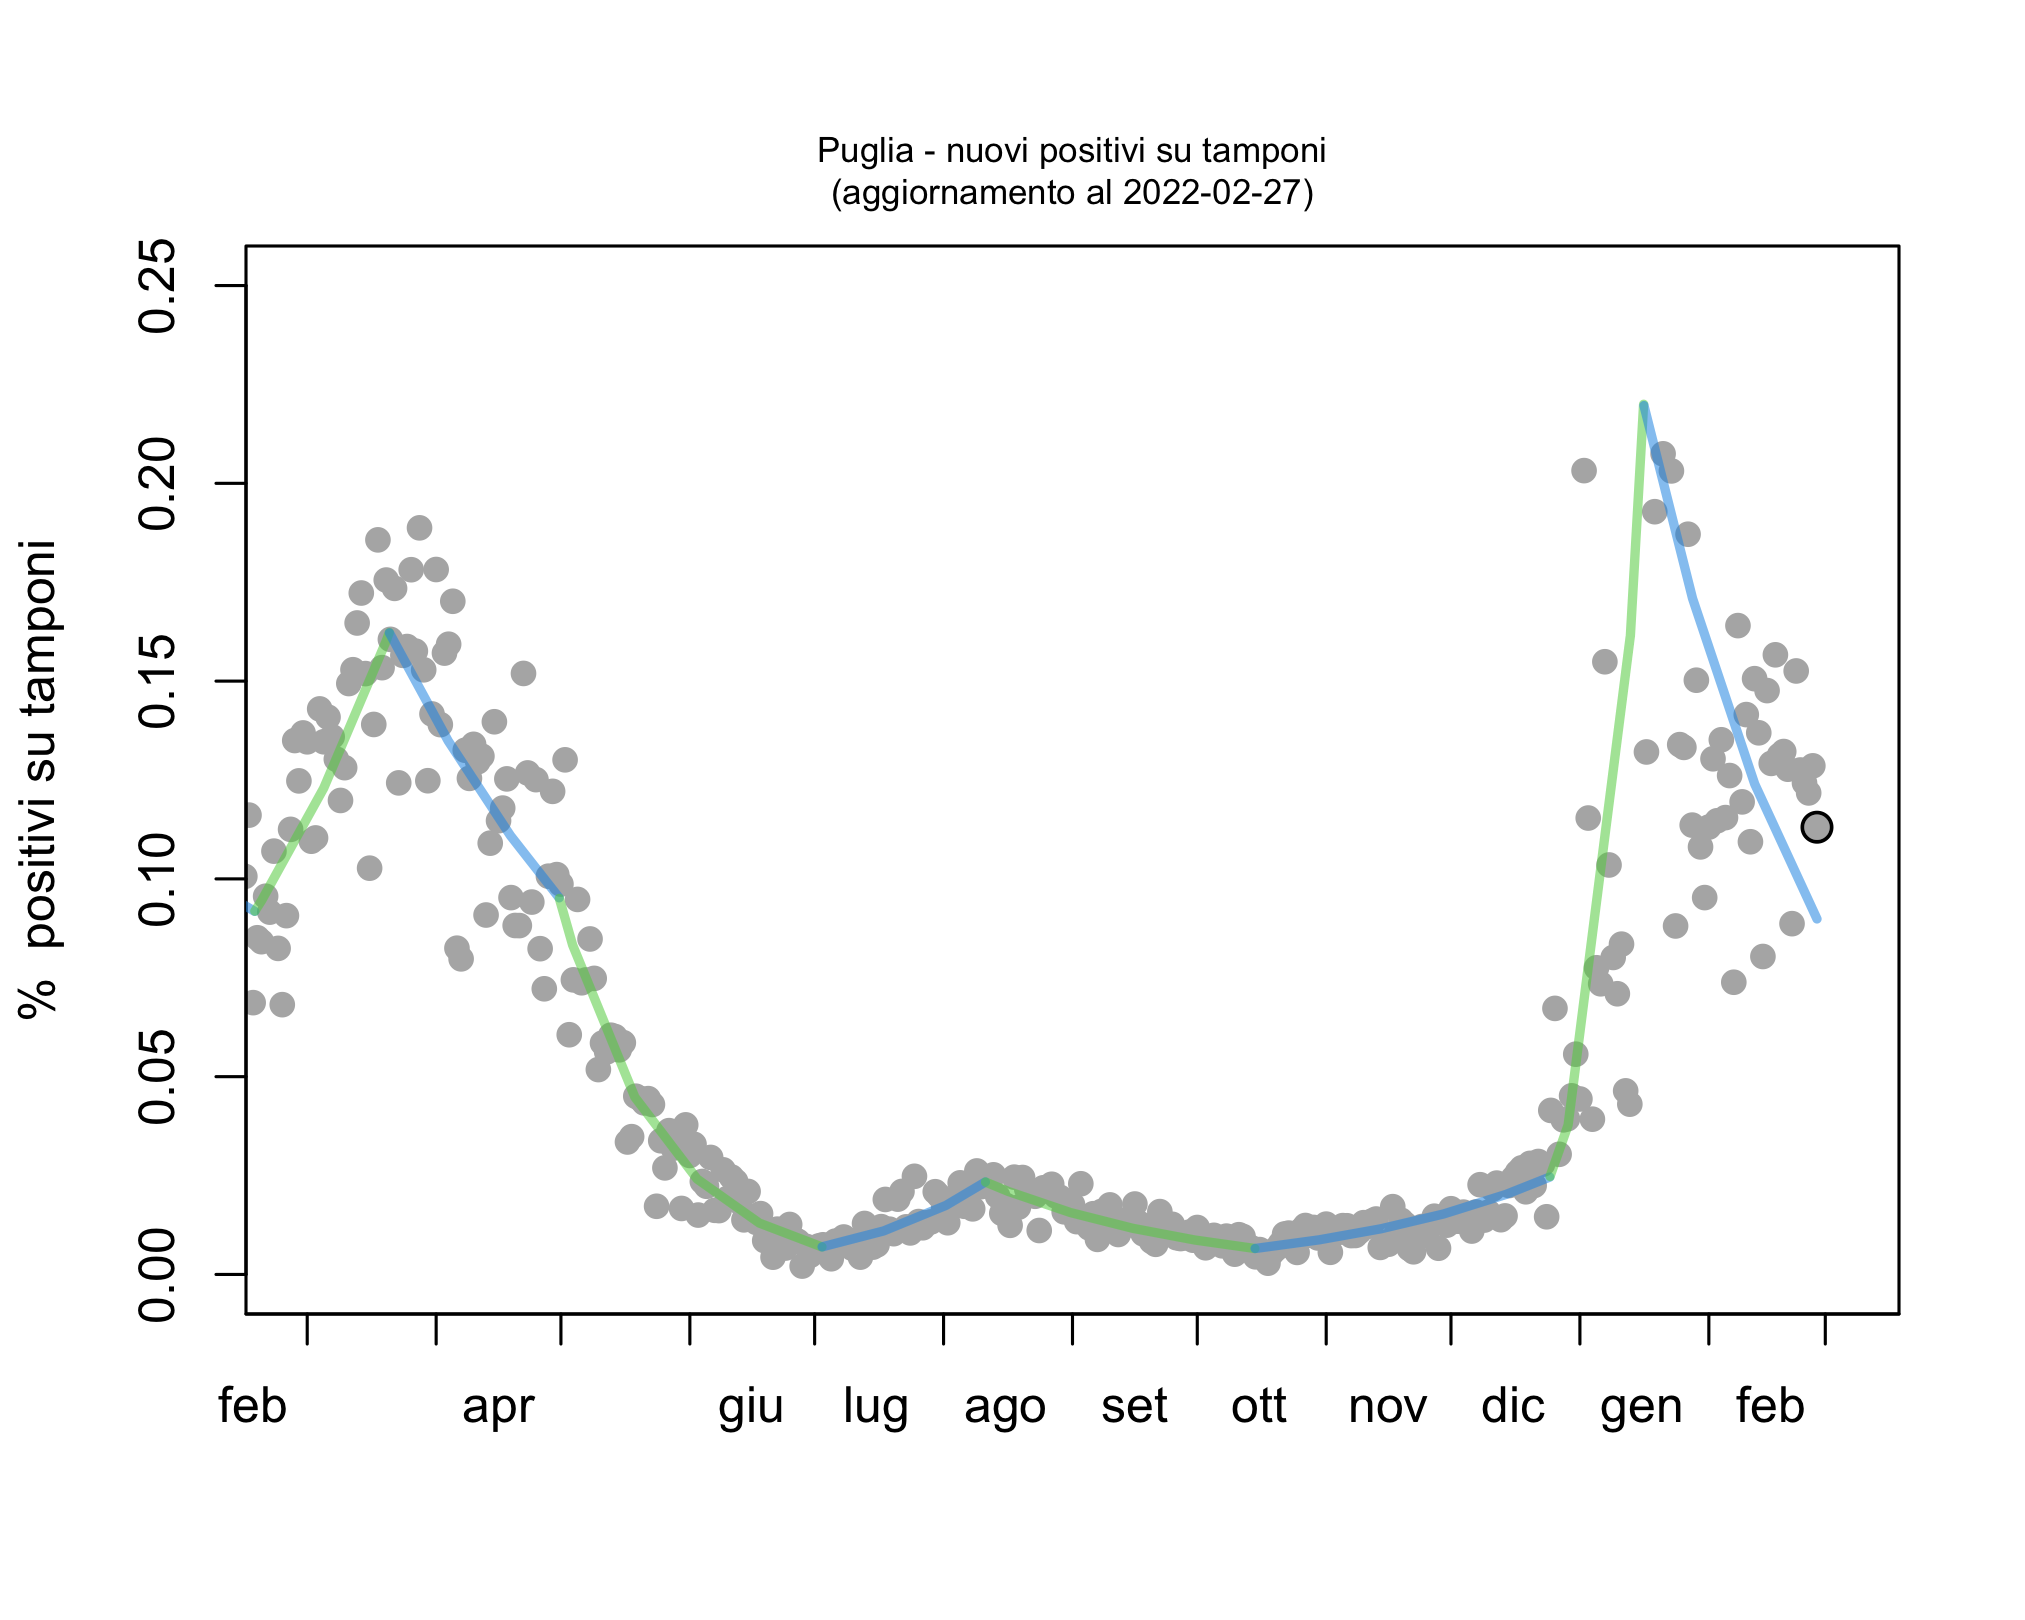 Puglia - nuovi positivi su tamponi
(aggiornamento al 2022-02-27)
% positivi su tamponi
0.25
0.20
0.15
0.10
0.05
0.00
feb apr giu lug ago set ott nov dic gen feb